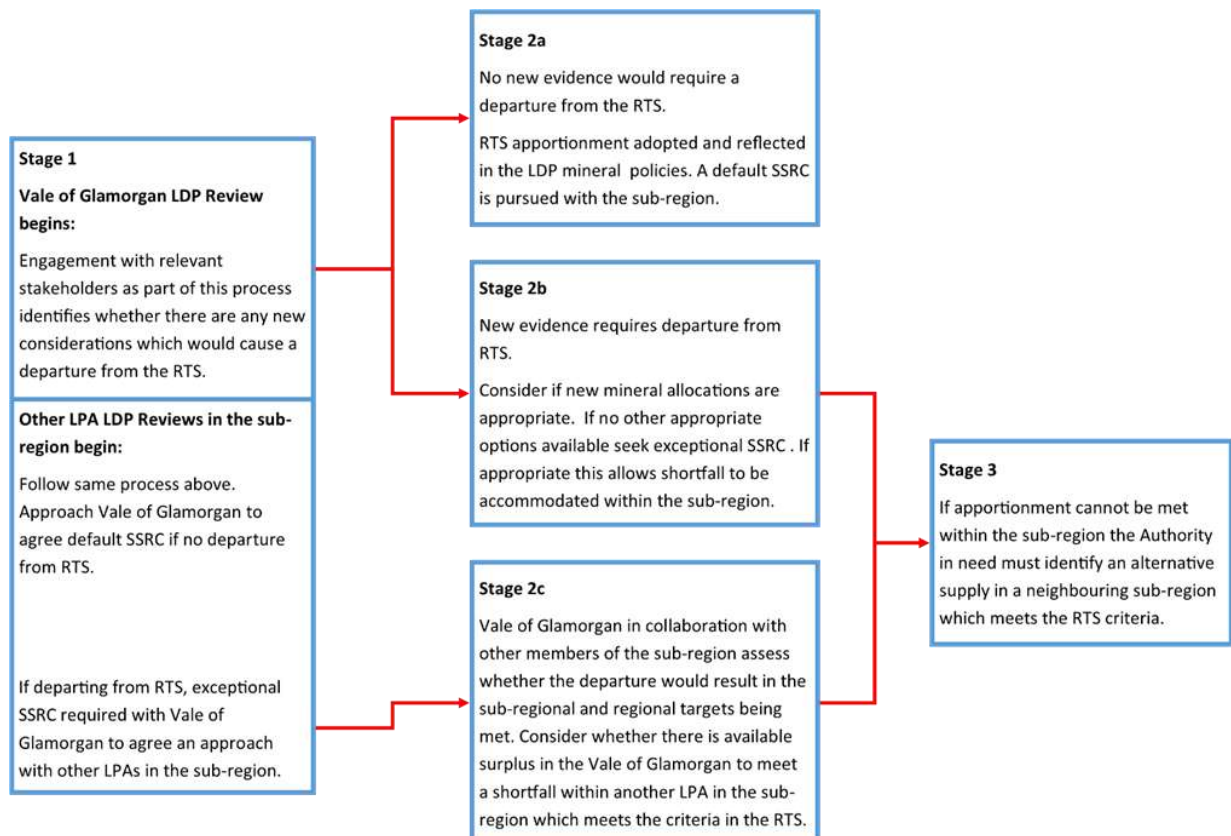 Stage 1
Vale of Glamorgan LDP Review
begins:
Engagement with relevant
stakeholders as part of this process
identifies whether there are any new
considerations which would cause a
departure from the RTS.
Other LPA LDP Reviews in the sub-
region begin:
Follow same process above.
Approach Vale of Glamorgan to
agree default SSRC if no departure
from RTS.
If departing from RTS, exceptional
SSRC required with Vale of
Glamorgan to agree an approach
with other LPAs in the sub-region.
Stage 2a
No new evidence would require a
departure from the RTS.
RTS apportionment adopted and reflected
in the LDP mineral policies. A default SSRC
is pursued with the sub-region.
Stage 2b
New evidence requires departure from
RTS.
Consider if new mineral allocations are
appropriate. If no other appropriate
options available seek exceptional SSRC . If
appropriate this allows shortfall to be
accommodated within the sub-region.
Stage 2c
Vale of Glamorgan in collaboration with
other members of the sub-region assess
whether the departure would result in the
sub-regional and regional targets being
met. Consider whether there is available
surplus in the Vale of Glamorgan to meet
a shortfall within another LPA in the sub-
region which meets the criteria in the RTS.
Stage 3
If apportionment cannot be met
within the sub-region the Authority
in need must identify an alternative
supply in a neighbouring sub-region
which meets the RTS criteria.